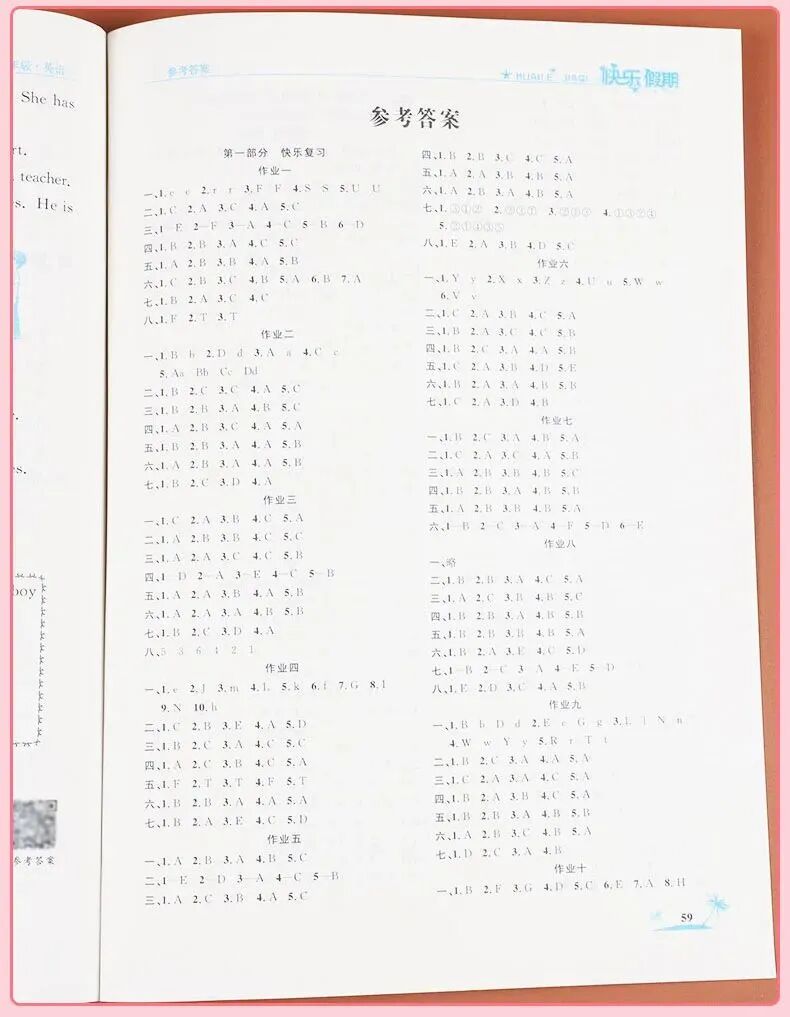 年级·英语
She has
rt.
teacher.
s. He is
es.
boy
参考答案
参考答案
HUAILE JIAQI 快乐假期
参考答案
第一部分 快乐复习
作业一
一、1.e c 2.r r 3.F F 4.S S 5.U U
二、1.C 2.A 3.C 4.A 5.C
三、1—E 2—F 3—A 4—C 5—B 6—D
四、1.B 2.B 3.A 4.C 5.C
五、1.A 2.B 3.A 4.A 5.B
六、1.C 2.B 3.C 4.B 5.A 6.B 7.A
七、1.B 2.A 3.C 4.C
八、1.F 2.T 3.T
作业二
一、1.B b 2.D d 3.A a 4.C c
5.Aa Bb Cc Dd
二、1.B 2.C 3.C 4.A 5.C
三、1.B 2.B 3.A 4.B 5.C
四、1.A 2.B 3.C 4.A 5.A
五、1.B 2.B 3.A 4.A 5.B
六、1.A 2.B 3.A 4.A 5.B
七、1.B 2.C 3.D 4.A
作业三
一、1.C 2.A 3.B 4.C 5.A
二、1.A 2.A 3.B 4.C 5.C
三、1.A 2.C 3.A 4.C 5.B
四、1—D 2—A 3—E 4—C 5—B
五、1.A 2.A 3.B 4.A 5.B
六、1.A 2.A 3.A 4.B 5.B
七、1.B 2.C 3.D 4.A
八、5 3 6 4 2 1
作业四
一、1.e 2.J 3.m 4.L 5.k 6.f 7.G 8.I
9.N 10.h
二、1.C 2.B 3.E 4.A 5.D
三、1.B 2.C 3.A 4.C 5.C
四、1.A 2.C 3.B 4.C 5.A
五、1.F 2.T 3.T 4.F 5.T
六、1.B 2.B 3.A 4.A 5.A
七、1.B 2.A 3.E 4.C 5.D
作业五
一、1.A 2.B 3.A 4.B 5.C
二、1—E 2—D 3—A 4—C 5—B
三、1.A 2.C 3.B 4.A 5.C
四、1.B 2.B 3.C 4.C 5.A
五、1.A 2.A 3.B 4.B 5.A
六、1.A 2.B 3.A 4.B 5.A
七、1.③①② 2.③①② 4.①③②④
5.②①④③⑤
八、1.E 2.A 3.B 4.D 5.C
作业六
一、1.Y y 2.X x 3.Z z 4.U u 5.W w
6.V v
二、1.C 2.A 3.B 4.C 5.A
三、1.C 2.C 3.A 4.C 5.B
四、1.B 2.B 3.B 4.A 5.B
五、1.C 2.A 3.B 4.D 5.E
六、1.B 2.A 3.B 4.A 5.B
七、1.C 2.A 3.D 4.B
作业七
一、1.B 2.C 3.A 4.B 5.A
二、1.C 2.A 3.C 4.A 5.B
三、1.B 2.A 3.B 4.B 5.C
四、1.B 2.B 3.A 4.B 5.B
五、1.A 2.B 3.B 4.B 5.A
六、1—B 2—C 3—A 4—F 5—D 6—E
作业八
一、略
二、1.B 2.B 3.A 4.C 5.A
三、1.A 2.B 3.A 4.B 5.C
四、1.B 2.A 3.A 4.B 5.B
五、1.B 2.B 3.A 4.B 5.B
六、1.B 2.A 3.E 4.C 5.D
七、1—B 2—C 3—A 4—E 5—D
八、1.E 2.D 3.A 4.C 5.B
作业九
一、1.B b D d 2.E e G g 3.L l N n
4.W w Y y 5.R r T t
二、1.B 2.C 3.A 4.A 5.B
三、1.C 2.A 3.A 4.A 5.A
四、1.A 2.B 3.A 4.B 5.B
五、1.B 2.C 3.A 4.B 5.A
六、1.B 2.A 3.B 4.B 5.A
七、1.C 2.D 3.A 4.B
作业十
一、1.B 2.F 3.G 4.D 5.C 6.E 7.A 8.H
59